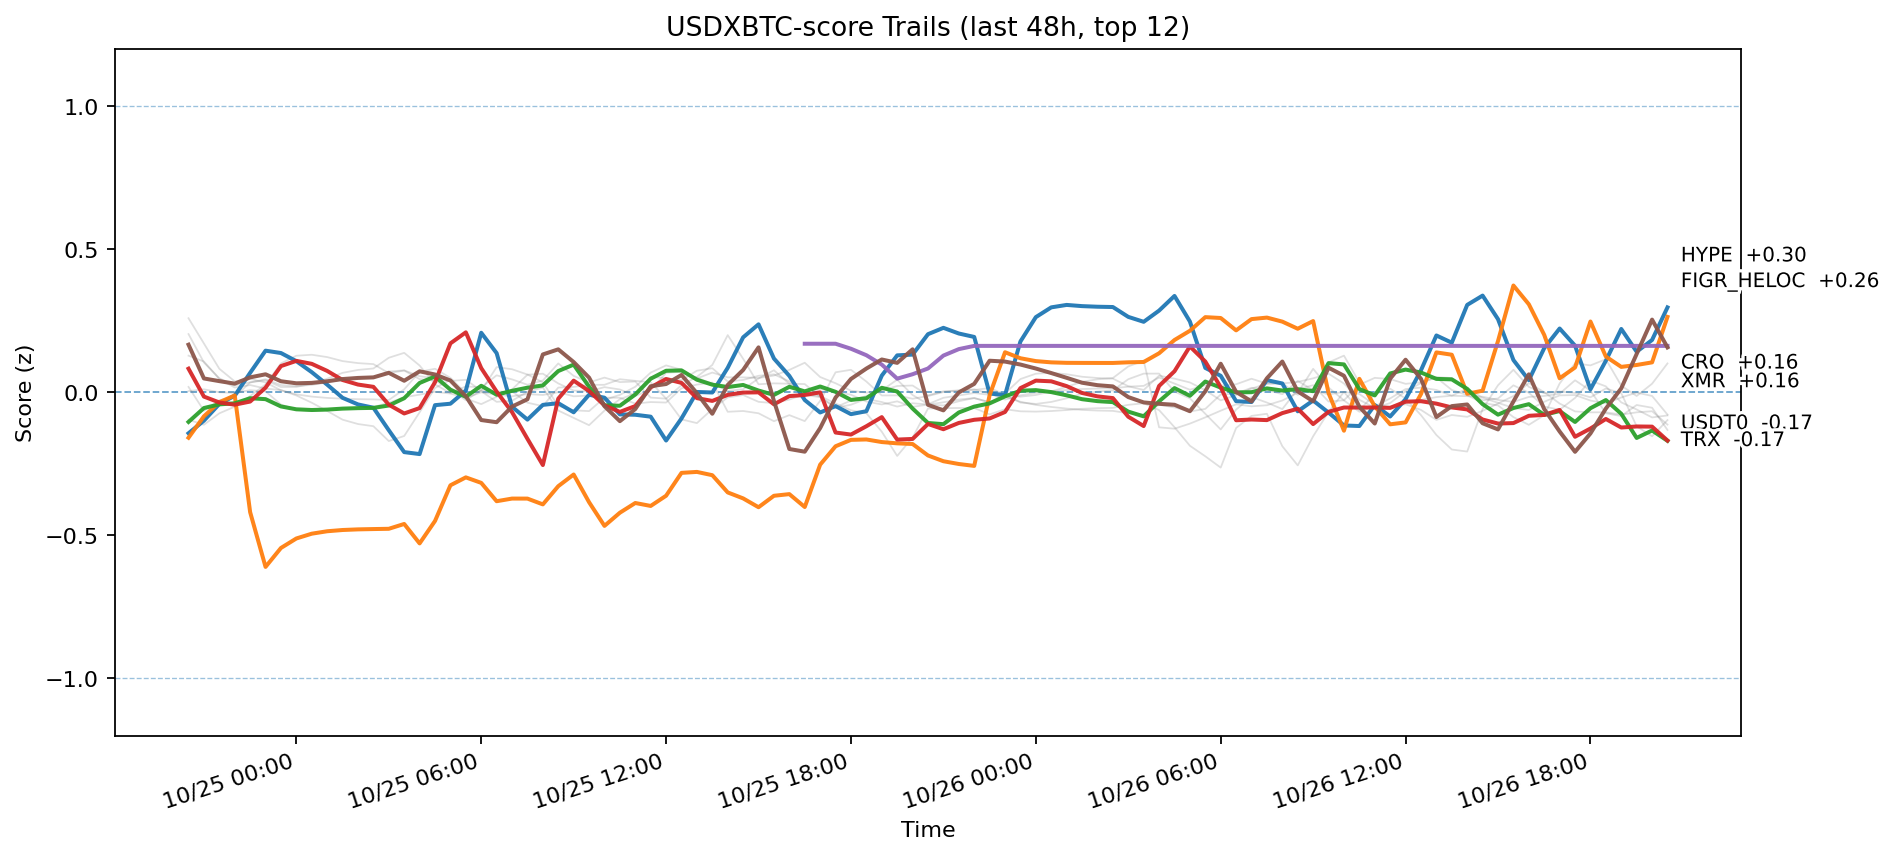 USDXBTC-score Trails (last 48h, top 12)
1.0
0.5
0.0
−0.5
−1.0
Score (z)
HYPE +0.30
FIGR_HELOC +0.26
CRO +0.16
XMR +0.16
USDT0 -0.17
TRX -0.17
10/25 00:00
10/25 06:00
10/25 12:00
10/25 18:00
10/26 00:00
10/26 06:00
10/26 12:00
10/26 18:00
Time